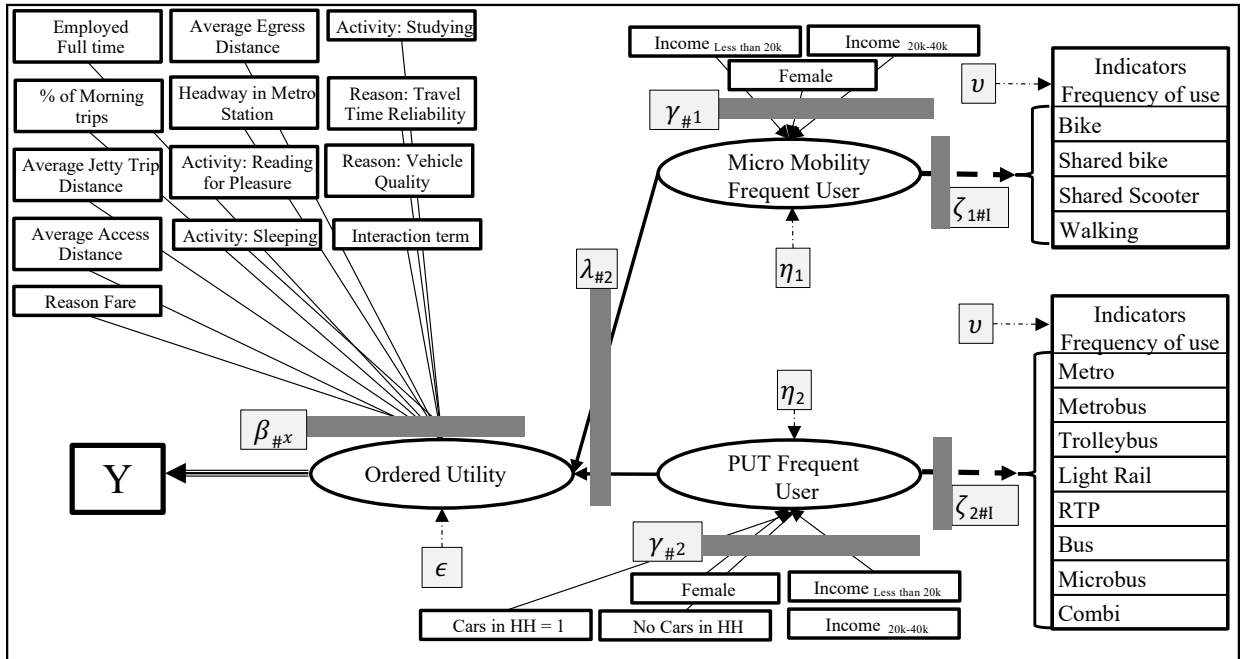 Employed
Full time
Average Egress
Distance
Activity: Studying
% of Morning
trips
Headway in Metro
Station
Reason: Travel
Time Reliability
Average Jetty Trip
Distance
Activity: Reading
for Pleasure
Reason: Vehicle
Quality
Average Access
Distance
Activity: Sleeping
Interaction term
Reason Fare
Income Less than 20k
Income 20k-40k
Female
γ#1
Micro Mobility
Frequent User
ζ1#I
η1
υ
Indicators
Frequency of use
Bike
Shared bike
Shared Scooter
Walking
λ#2
β#x
Y
Ordered Utility
ϵ
η2
PUT Frequent
User
ζ2#I
γ#2
Female
Income Less than 20k
Cars in HH = 1
No Cars in HH
Income 20k-40k
υ
Indicators
Frequency of use
Metro
Metrobus
Trolleybus
Light Rail
RTP
Bus
Microbus
Combi